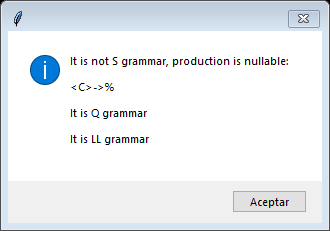 It is not S grammar, production is nullable:
<C>->%
It is Q grammar
It is LL grammar
Aceptar